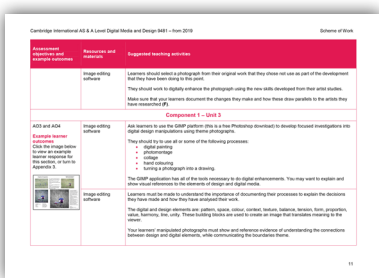 Cambridge International AS & A Level Digital Media and Design 9481 – from 2019
Scheme of Work
Assessment
objectives and
example outcomes
Resources and
materials
Suggested teaching activities
Image editing
software
Learners should select a photograph from their original work that they chose not use as part of the development
that they have been doing to this point.
They should work to digitally enhance the photograph using the new skills developed from their artist studies.
Make sure that your learners document the changes they make and how these draw parallels to the artists they
have researched (F).
Component 1 – Unit 3
AO3 and AO4
Example learner
outcomes
Click the image below
to view an example
learner response for
this section, or turn to
Appendix 3.
Image editing
software
Ask learners to use the GIMP platform (this is a free Photoshop download) to develop focused investigations into
digital design manipulations using theme photographs.
They should try to use all or some of the following processes:
• digital painting
• photomontage
• collage
• hand colouring
• turning a photograph into a drawing.
The GIMP application has all of the tools necessary to do digital enhancements. You may want to explain and
show visual references to the elements of design and digital media.
Image editing
software
Learners must be made to understand the importance of documenting their processes to explain the decisions
they have made and how they have analysed their work.
The digital and design elements are: pattern, space, colour, context, texture, balance, tension, form, proportion,
value, harmony, line, unity. These building blocks are used to create an image that translates meaning to the
viewer.
Your learners' manipulated photographs must show and reference evidence of understanding the connections
between design and digital elements, while communicating the boundaries theme.
11